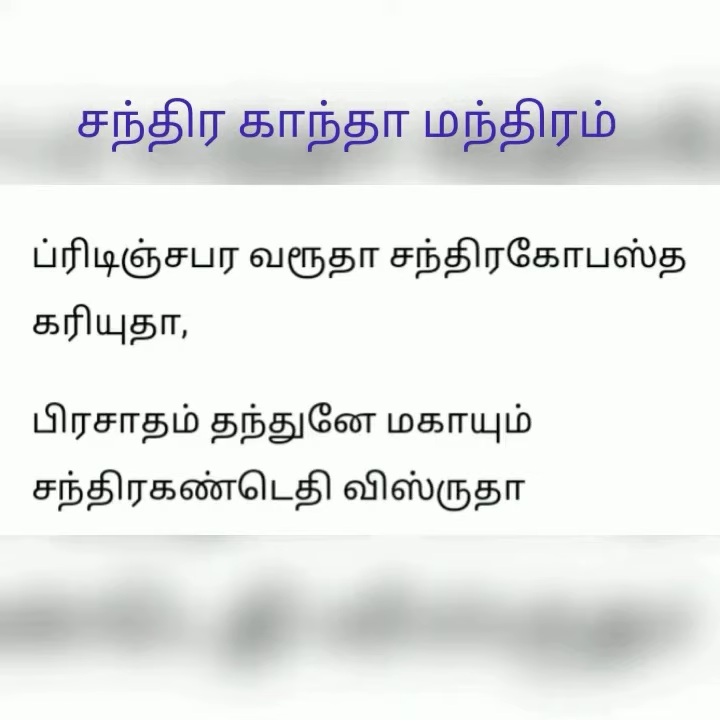 சந்திர காந்தா மந்திரம்
ப்ரிடிஞ்சபர வரூதா சந்திரகோபஸ்த
கரியுதா,
பிரசாதம் தந்துனே மகாயும்
சந்திரகண்டெதி விஸ்ருதா